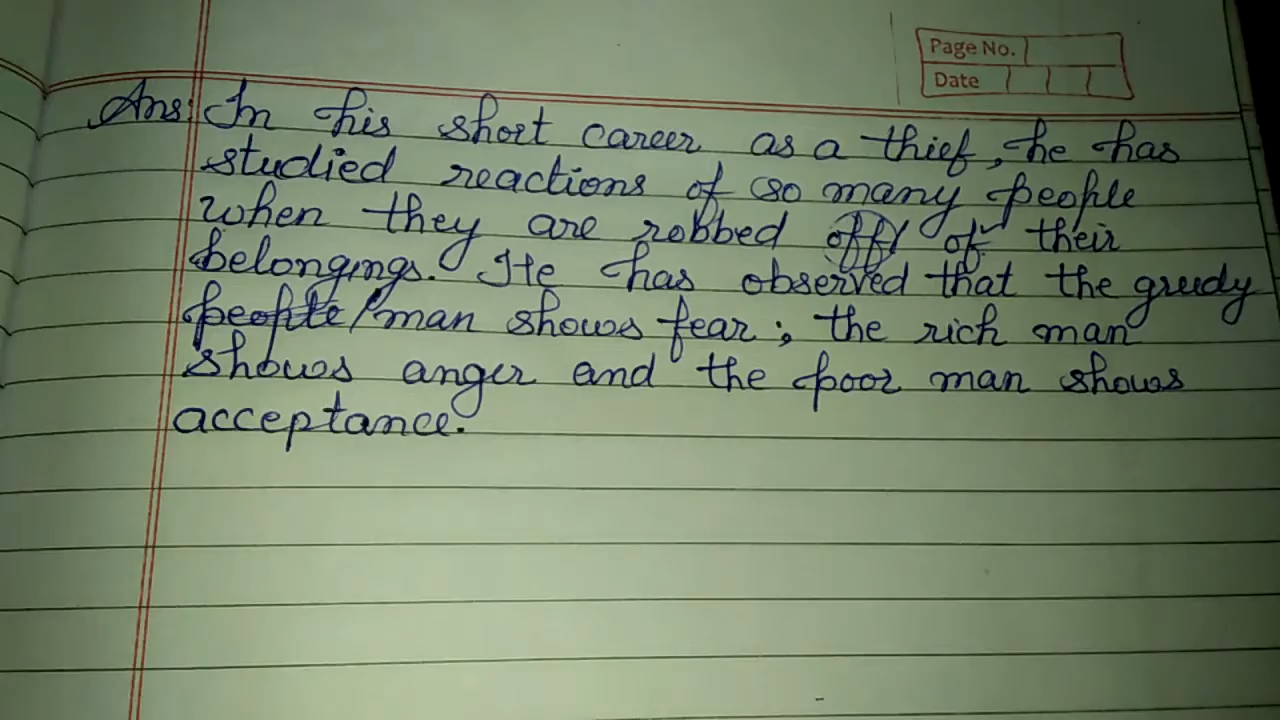 Page No.
Date
Ans: In his short career as a thief, he has
studied reactions of so many people
when they are robbed off of their
belongings. He has observed that the greedy
people/man shows fear; the rich man
shows anger and the poor man shows
acceptance.